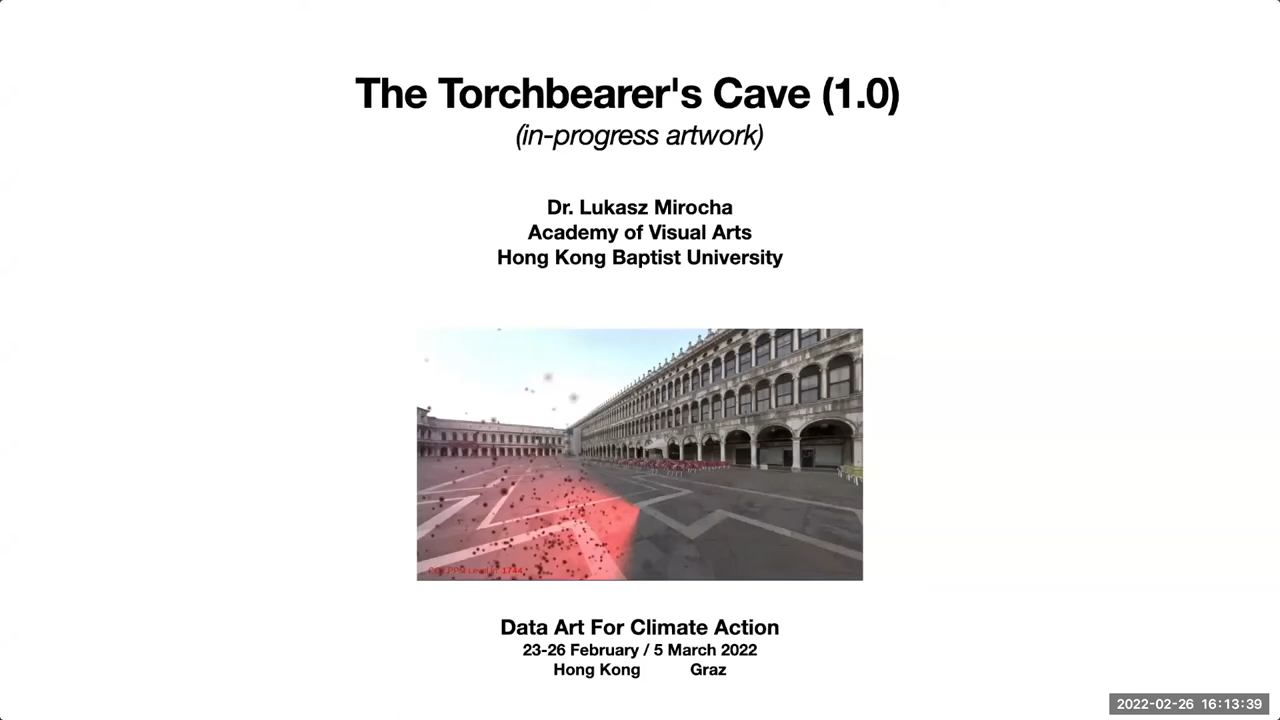 The Torchbearer's Cave (1.0)
(in-progress artwork)
Dr. Lukasz Mirocha
Academy of Visual Arts
Hong Kong Baptist University
1744
Data Art For Climate Action
23-26 February / 5 March 2022
Hong Kong Graz
2022-02-26 16:13:39